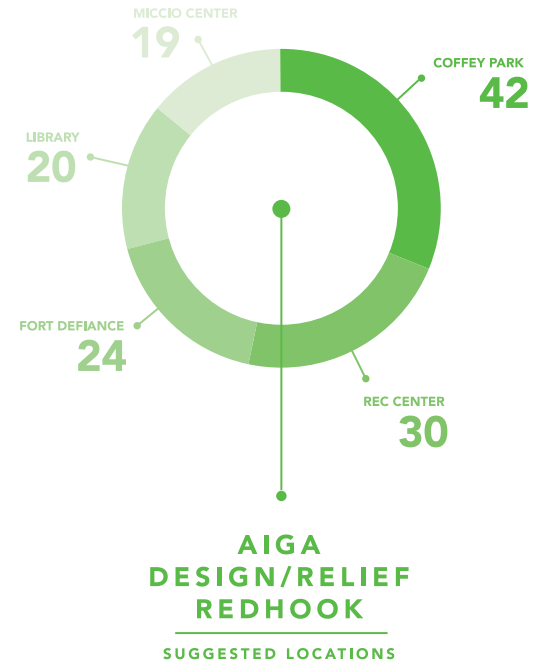 MICCIO CENTER
19
COFFEY PARK
42
LIBRARY
20
FORT DEFIANCE
24
REC CENTER
30
AIGA
DESIGN/RELIEF
REDHOOK
SUGGESTED LOCATIONS